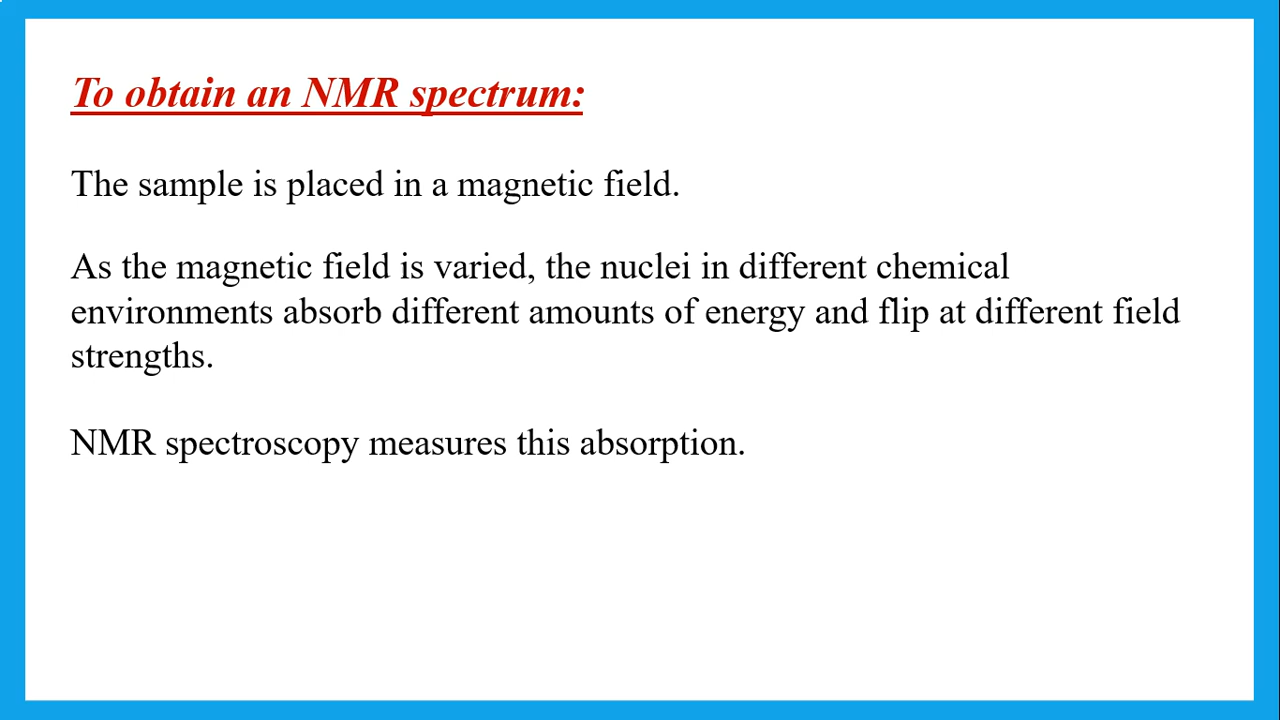 To obtain an NMR spectrum:
The sample is placed in a magnetic field.
As the magnetic field is varied, the nuclei in different chemical
environments absorb different amounts of energy and flip at different field
strengths.
NMR spectroscopy measures this absorption.